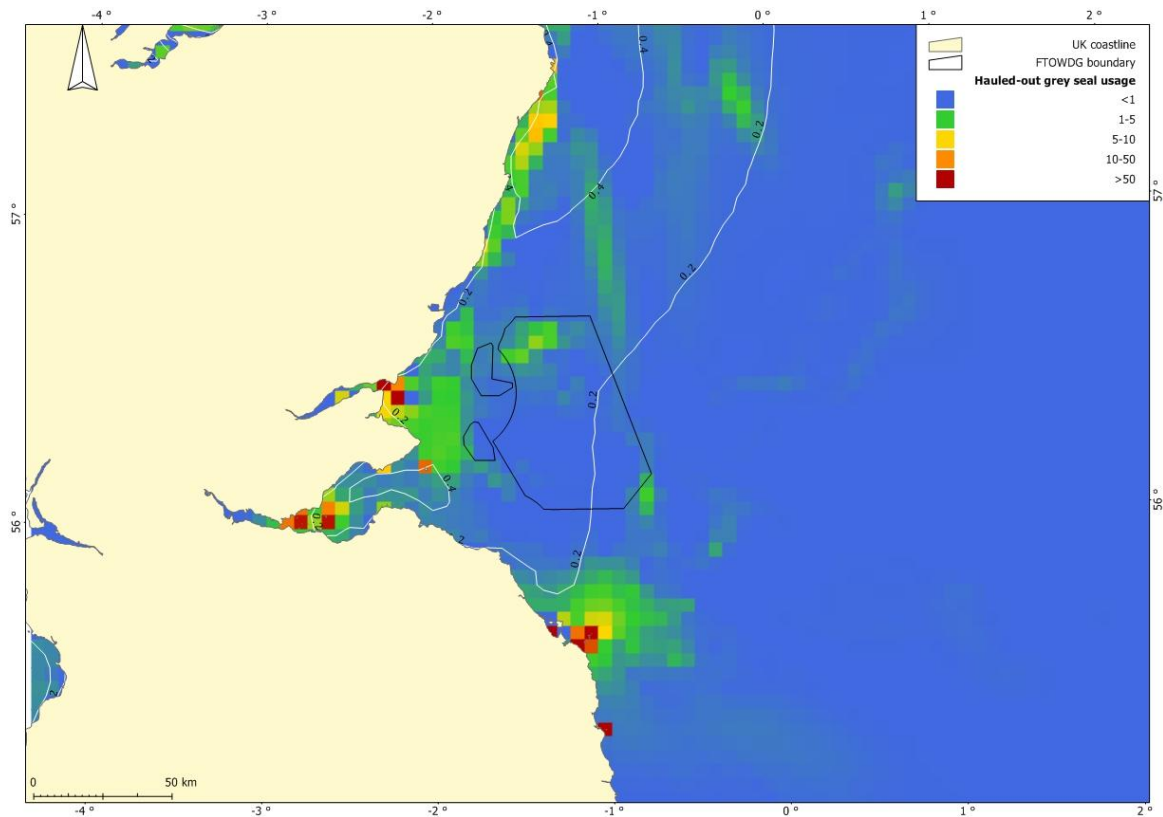 -4 ° -3 ° -2 ° -1 ° 0 ° 1 ° 2 °
UK coastline
FTOWDG boundary
Hauled-out grey seal usage
<1
1-5
5-10
10-50
>50
0.4
0.2
0.4
57 ° 57 °
0.2
0.2
0.2
0.2
0.4
56 ° 56 °
2
0.2
2
0 50 km
-4 ° -3 ° -2 ° -1 ° 0 ° 1 ° 2 °